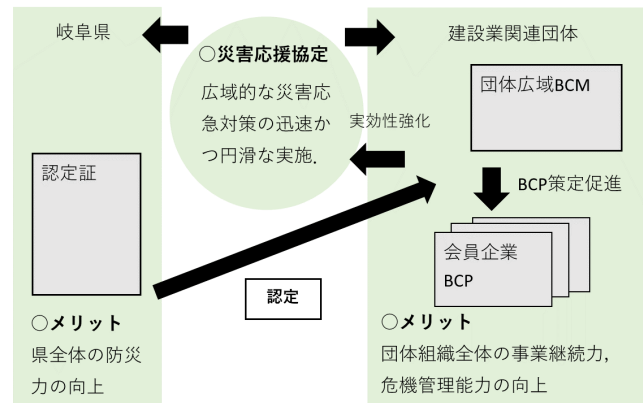 岐阜県
建設業関連団体
○災害応援協定
広域的な災害応
急対策の迅速か
つ円滑な実施.
実効性強化
団体広域BCM
BCP策定促進
会員企業
BCP
認定証
認定
○メリット
県全体の防災
力の向上
○メリット
団体組織全体の事業継続力,
危機管理能力の向上